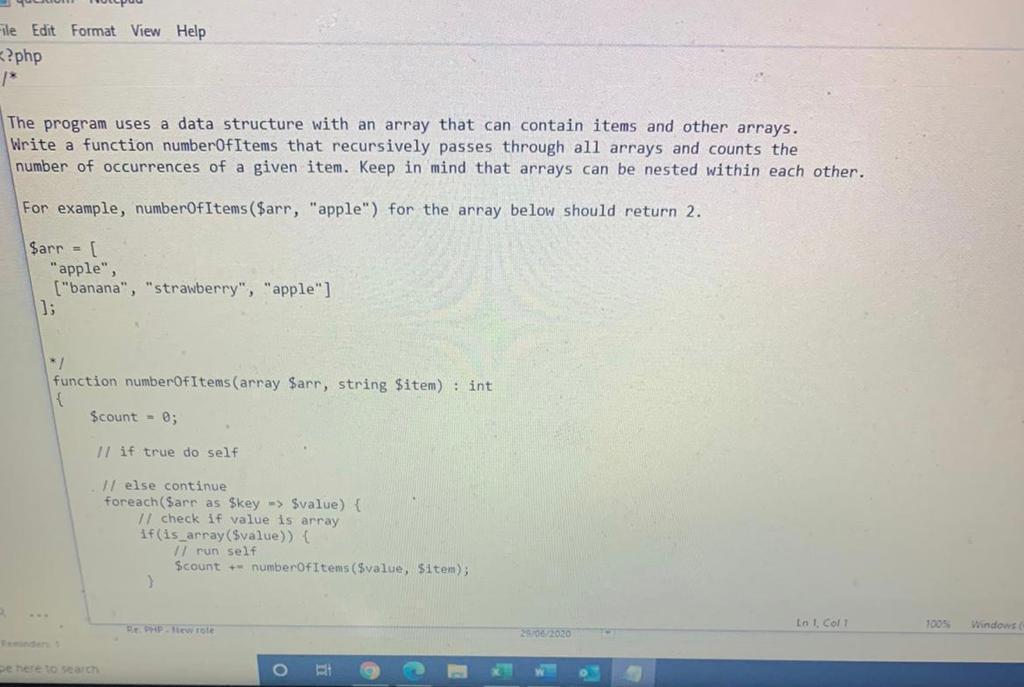 File Edit Format View Help
<?php
/*
The program uses a data structure with an array that can contain items and other arrays.
Write a function numberOfItems that recursively passes through all arrays and counts the
number of occurrences of a given item. Keep in mind that arrays can be nested within each other.
For example, numberOfItems($arr, "apple") for the array below should return 2.
$arr = [
"apple",
["banana", "strawberry", "apple"]
];
*/
function numberOfItems(array $arr, string $item) : int
{
$count = 0;
// if true do self
// else continue
foreach($arr as $key => $value) {
// check if value is array
if(is_array($value)) {
// run self
$count += numberOfItems($value, $item);
}
Ln 1, Col 1 100% Windows (
Re: PHP - New role 29/06/2020
Reminders: 1
pe here to search